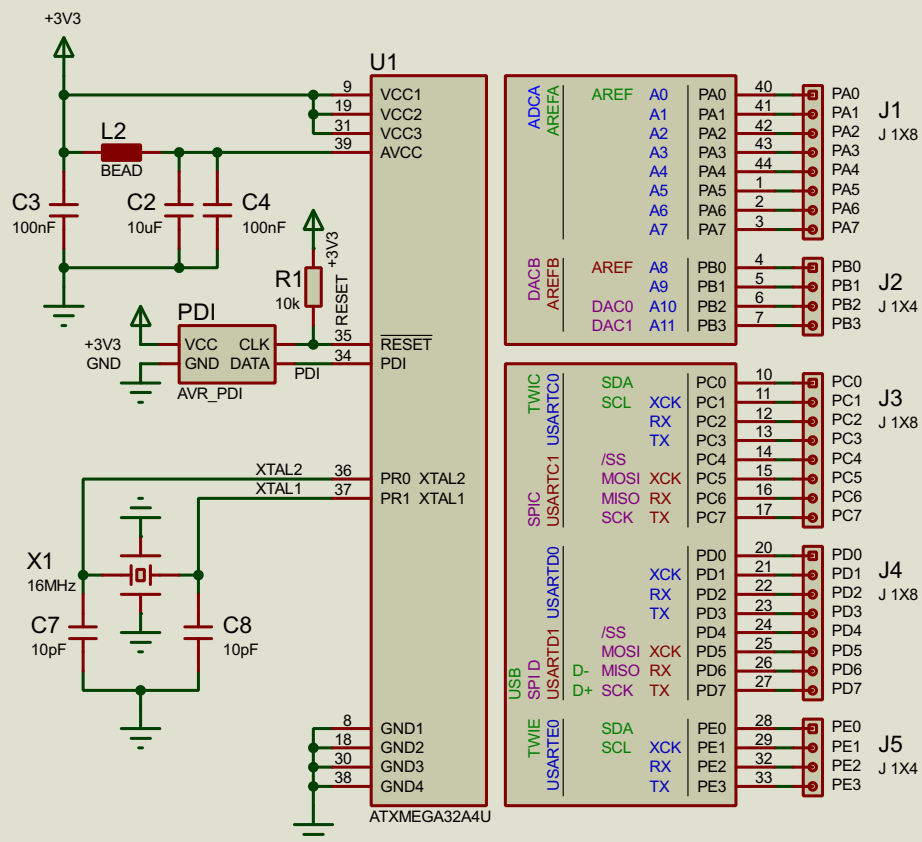 +3V3
U1
9 VCC1
19 VCC2
31 VCC3
39 AVCC
L2
BEAD
C3
100nF
C2
10uF
C4
100nF
+3V3
R1
10k
RESET
PDI
+3V3
GND
VCC CLK
GND DATA
AVR_PDI
PDI
35 RESET
34 PDI
XTAL2 36 PR0 XTAL2
XTAL1 37 PR1 XTAL1
X1
16MHz
C7
10pF
C8
10pF
8 GND1
18 GND2
30 GND3
38 GND4
ATXMEGA32A4U
ADCA
AREFA
AREF A0 PA0 40 PA0
A1 PA1 41 PA1
A2 PA2 42 PA2
A3 PA3 43 PA3
A4 PA4 44 PA4
A5 PA5 1 PA5
A6 PA6 2 PA6
A7 PA7 3 PA7
J1
J 1X8
DACB
AREFB
AREF A8 PB0 4 PB0
A9 PB1 5 PB1
DAC0 A10 PB2 6 PB2
DAC1 A11 PB3 7 PB3
J2
J 1X4
TWIC
USARTC0
SPIC
USARTC1
SDA PC0 10 PC0
SCL XCK PC1 11 PC1
RX PC2 12 PC2
TX PC3 13 PC3
/SS PC4 14 PC4
MOSI XCK PC5 15 PC5
MISO RX PC6 16 PC6
SCK TX PC7 17 PC7
J3
J 1X8
USARTD0
USB
SPI D
USARTD1
PD0 20 PD0
XCK PD1 21 PD1
RX PD2 22 PD2
TX PD3 23 PD3
/SS PD4 24 PD4
MOSI XCK PD5 25 PD5
D- MISO RX PD6 26 PD6
D+ SCK TX PD7 27 PD7
J4
J 1X8
TWIE
USARTE0
SDA PE0 28 PE0
SCL XCK PE1 29 PE1
RX PE2 32 PE2
TX PE3 33 PE3
J5
J 1X4